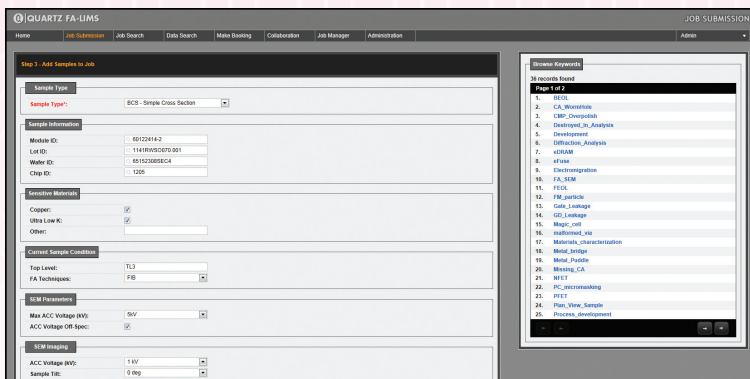 QUARTZ FA-LIMS
JOB SUBMISSION
Home Job Submission Job Search Data Search Make Booking Collaboration Job Manager Administration Admin
Step 3 - Add Samples to Job
Sample Type
Sample Type*: BCS - Simple Cross Section
Sample Information
Module ID: 60122414-2
Lot ID: 1141RWSO070.001
Wafer ID: 65152308SEC4
Chip ID: 1205
Sensitive Materials
Copper:
Ultra Low K:
Other:
Current Sample Condition
Top Level: TL3
FA Techniques: FIB
SEM Parameters
Max ACC Voltage (kV): 5kV
ACC Voltage Off-Spec:
SEM Imaging
ACC Voltage (kV): 1 kV
Sample Tilt: 0 deg
Browse Keywords
36 records found
Page 1 of 2
1. BEOL
2. CA_WormHole
3. CMP_Overpolish
4. Destroyed_In_Analysis
5. Development
6. Diffraction_Analysis
7. eDRAM
8. eFuse
9. Electromigration
10. FA_SEM
11. FEOL
12. FM_particle
13. Gate_Leakage
14. GD_Leakage
15. Magic_cell
16. malformed_via
17. Materials_characterization
18. Metal_bridge
19. Metal_Puddle
20. Missing_CA
21. NFET
22. PC_micromasking
23. PFET
24. Plan_View_Sample
25. Process_development